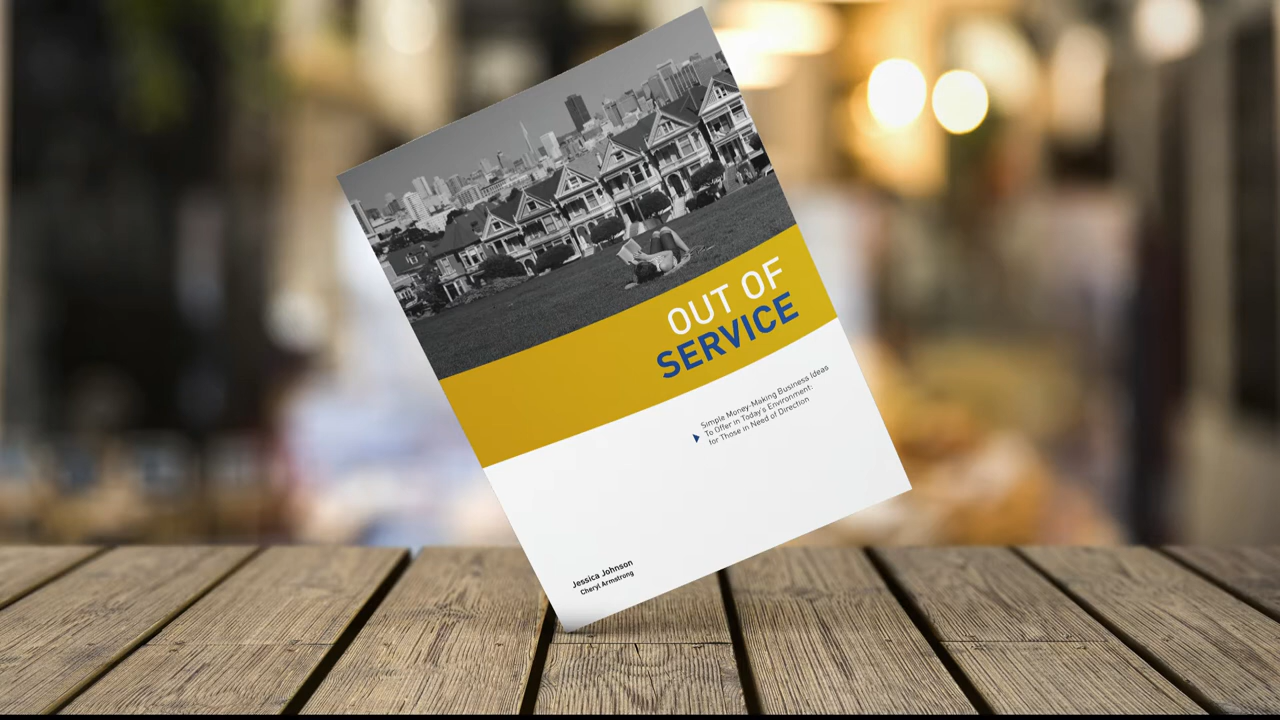 OUT OF
SERVICE
Simple Money-Making Business Ideas
To Offer in Today's Environment:
for Those in Need of Direction
Jessica Johnson
Cheryl Armstrong